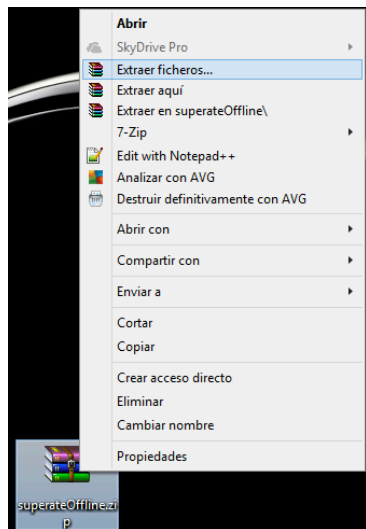 Abrir
SkyDrive Pro
Extraer ficheros...
Extraer aquí
Extraer en superateOffline\
7-Zip
Edit with Notepad++
Analizar con AVG
Destruir definitivamente con AVG
Abrir con
Compartir con
Enviar a
Cortar
Copiar
Crear acceso directo
Eliminar
Cambiar nombre
Propiedades
superateOffline.zi
p